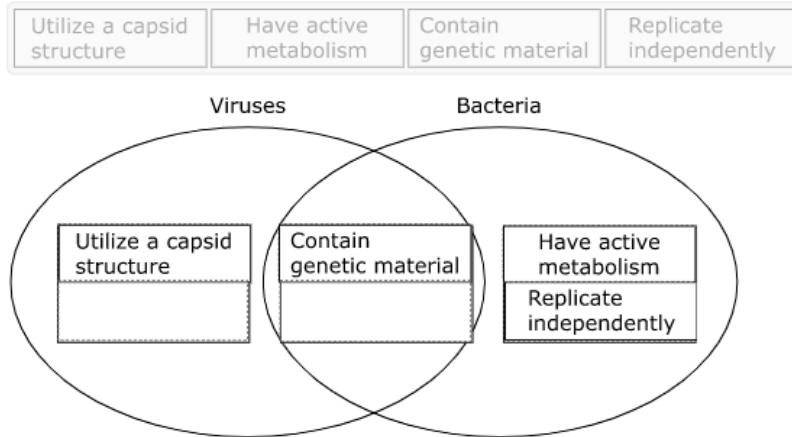 Utilize a capsid
structure
Have active
metabolism
Contain
genetic material
Replicate
independently
Viruses
Bacteria
Utilize a capsid
structure
Contain
genetic material
Have active
metabolism
Replicate
independently